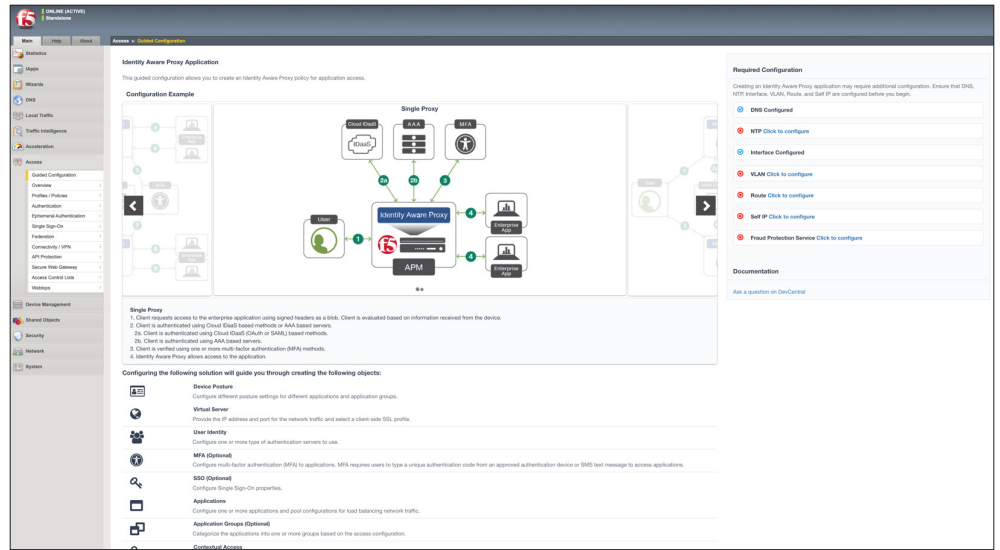 f5
ONLINE (ACTIVE)
Standalone
Main
Help
About
Access » Guided Configuration
Statistics
iApps
Wizards
DNS
Local Traffic
Traffic Intelligence
Acceleration
Access
Guided Configuration
Overview
Profiles / Policies
Authentication
Ephemeral Authentication
Single Sign-On
Federation
Connectivity / VPN
API Protection
Secure Web Gateway
Access Control Lists
Webtops
Device Management
Shared Objects
Security
Network
System
Identity Aware Proxy Application
This guided configuration allows you to create an Identity Aware Proxy policy for application access.
Configuration Example
Single Proxy
Cloud IDaaS
AAA
MFA
IDaaS
2a
2b
3
User
Identity Aware Proxy
1
f5
APM
4
Enterprise App
4
Enterprise App
Single Proxy
1. Client requests access to the enterprise application using signed headers as a blob. Client is evaluated based on information received from the device.
2. Client is authenticated using Cloud IDaaS based methods or AAA based servers.
2a. Client is authenticated using Cloud IDaaS (OAuth or SAML) based methods.
2b. Client is authenticated using AAA based servers.
3. Client is verified using one or more multi-factor authentication (MFA) methods.
4. Identity Aware Proxy allows access to the application.
Configuring the following solution will guide you through creating the following objects:
Device Posture
Configure different posture settings for different applications and application groups.
Virtual Server
Provide the IP address and port for the network traffic and select a client-side SSL profile.
User Identity
Configure one or more type of authentication servers to use.
MFA (Optional)
Configure multi-factor authentication (MFA) to applications. MFA requires users to type a unique authentication code from an approved authentication device or SMS text message to access applications.
SSO (Optional)
Configure Single Sign-On properties.
Applications
Configure one or more applications and pool configurations for load balancing network traffic.
Application Groups (Optional)
Categorize the applications into one or more groups based on the access configuration.
Contextual Access
Required Configuration
Creating an Identity Aware Proxy application may require additional configuration. Ensure that DNS,
NTP, Interface, VLAN, Route, and Self IP are configured before you begin.
DNS Configured
NTP Click to configure
Interface Configured
VLAN Click to configure
Route Click to configure
Self IP Click to configure
Fraud Protection Service Click to configure
Documentation
Ask a question on DevCentral